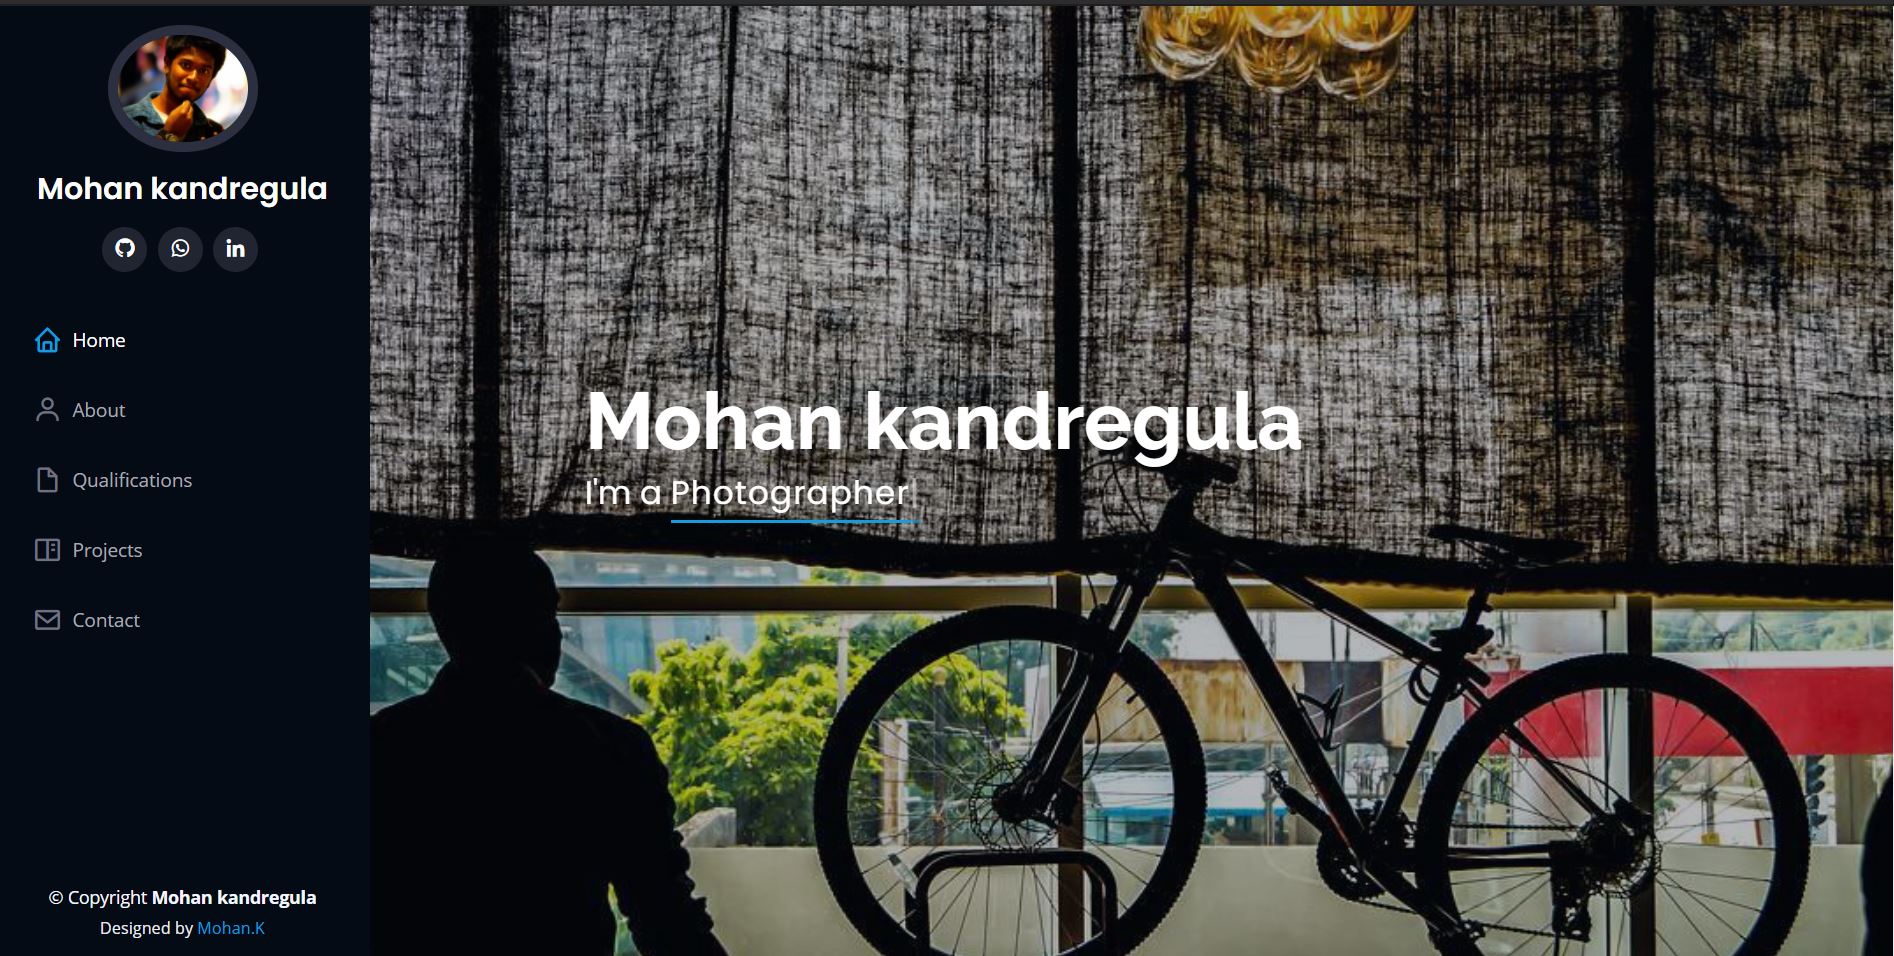 Mohan kandregula
Home
About
Qualifications
Projects
Contact
© Copyright Mohan kandregula
Designed by Mohan.K
Mohan kandregula
I'm a Photographer